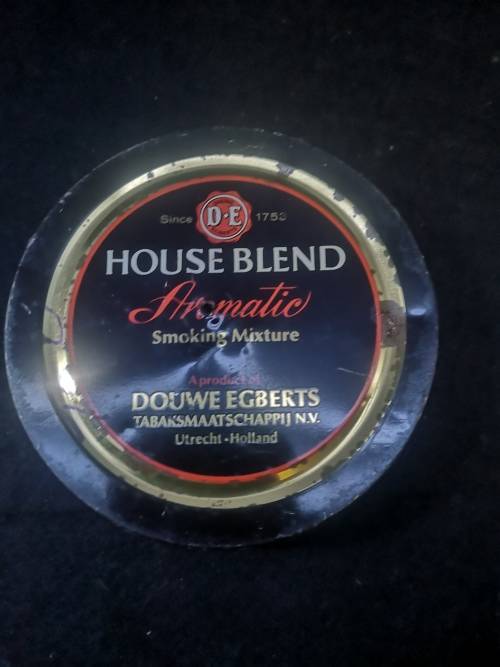 Since D·E 1753
HOUSE BLEND
Aromatic
Smoking Mixture
A product of
DOUWE EGBERTS
TABAKSMAATSCHAPPIJ N.V.
Utrecht·Holland